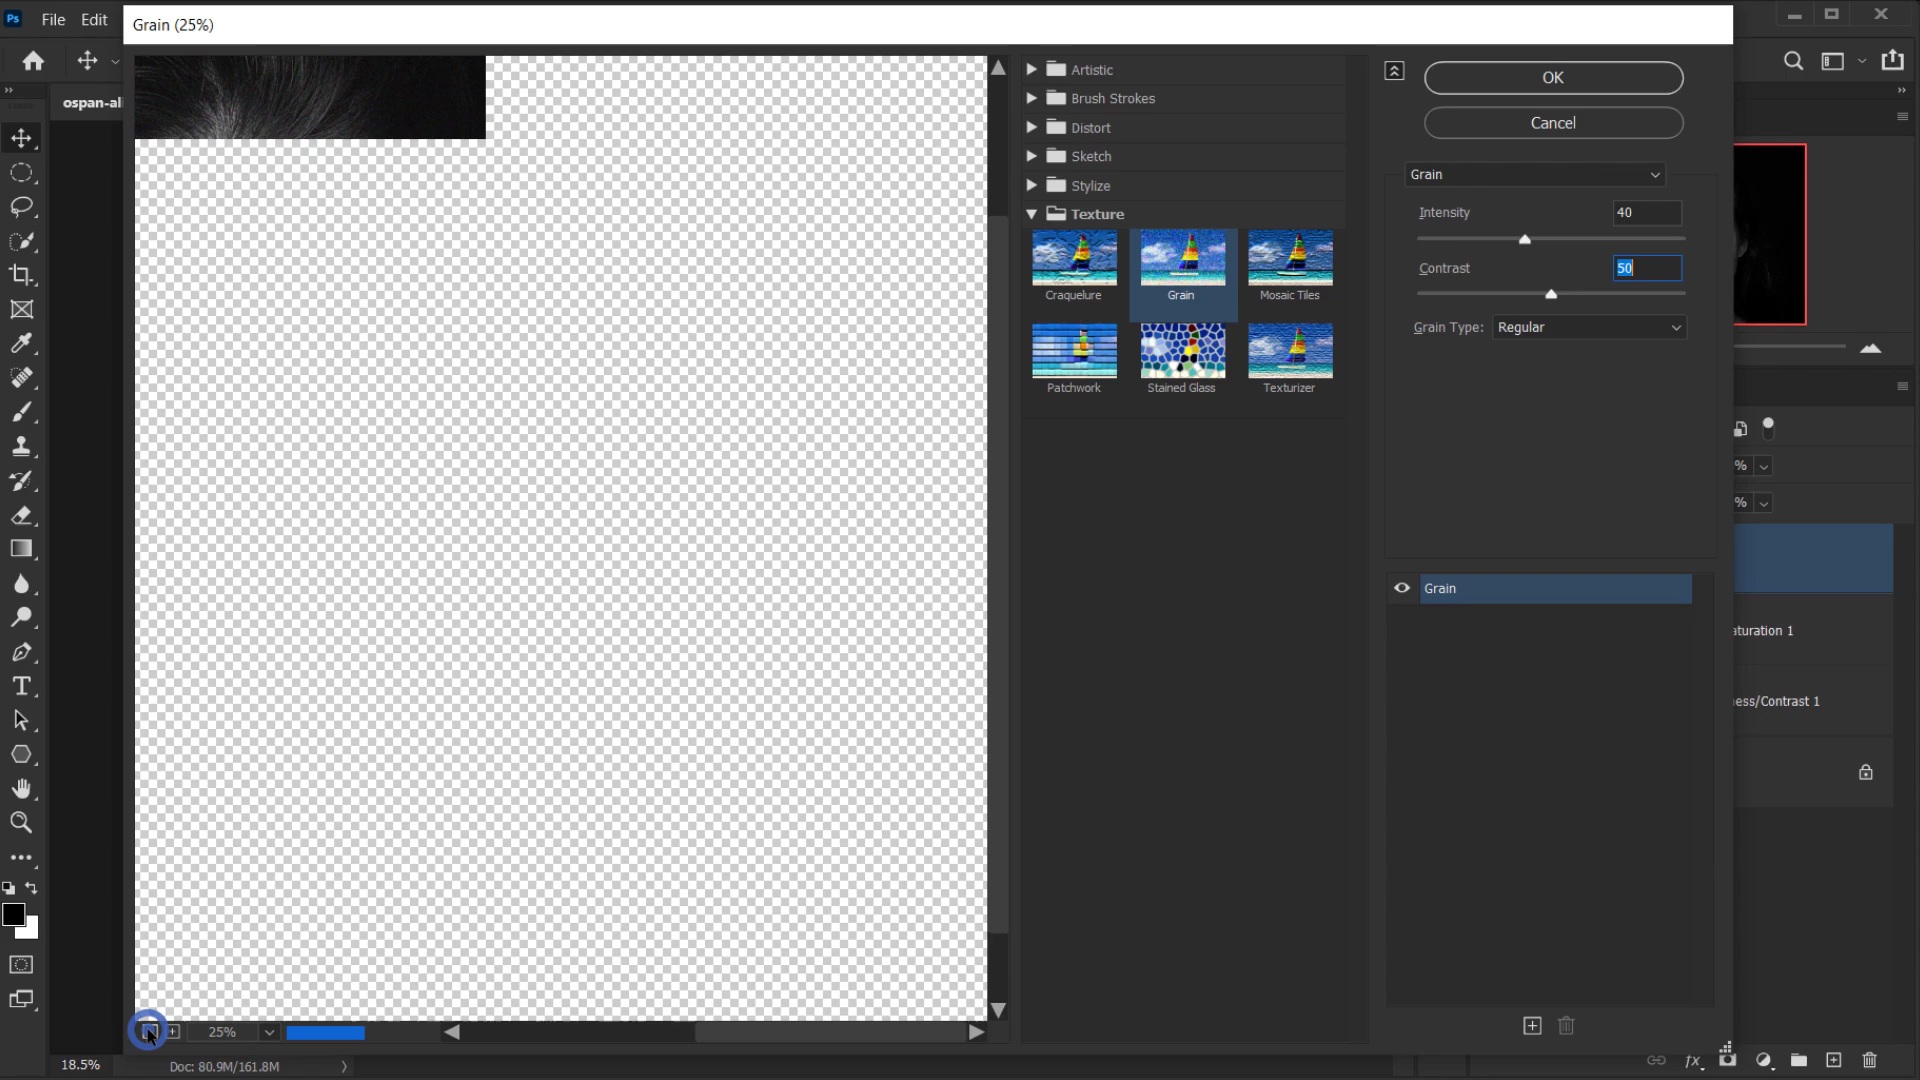 Ps File Edit
Grain (25%)
ospan-al
Artistic
Brush Strokes
Distort
Sketch
Stylize
Texture
Craquelure
Grain
Mosaic Tiles
Patchwork
Stained Glass
Texturizer
OK
Cancel
Grain
Intensity 40
Contrast 50
Grain Type: Regular
Grain
%
%
aturation 1
ess/Contrast 1
25%
18.5% Doc: 80.9M/161.8M
fx